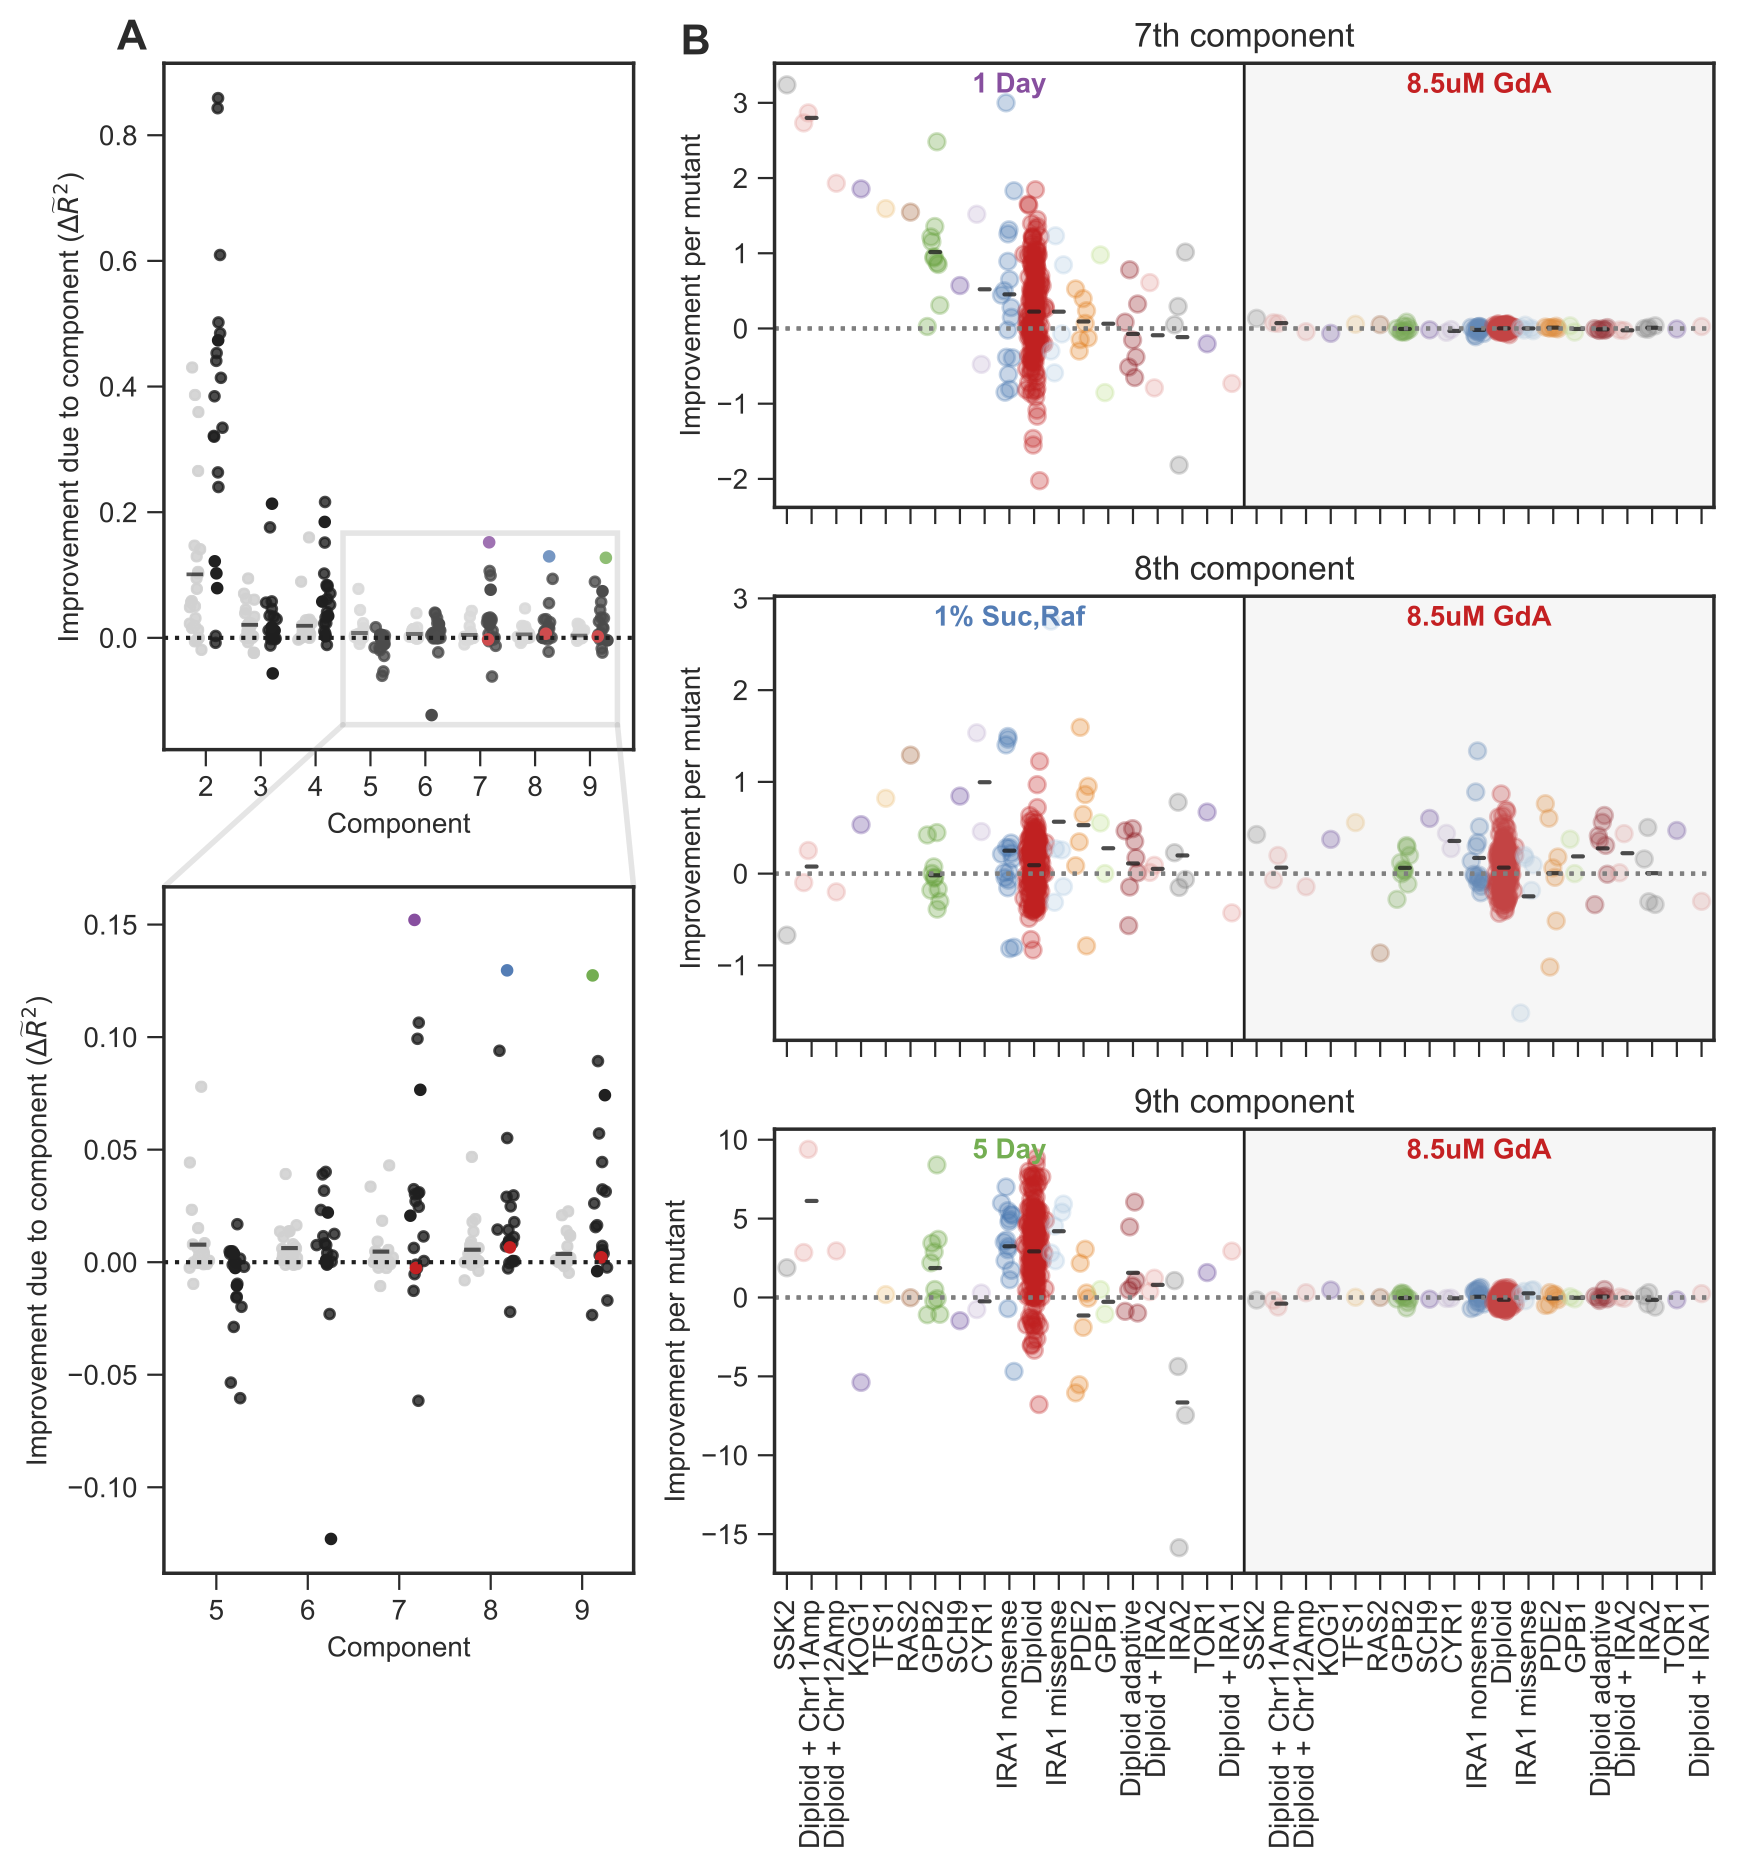 A
Improvement due to component (ΔR̃²)
0.8
0.6
0.4
0.2
0.0
2 3 4 5 6 7 8 9
Component
Improvement due to component (ΔR̃²)
0.15
0.10
0.05
0.00
−0.05
−0.10
5 6 7 8 9
Component
B
7th component
1 Day
8.5uM GdA
Improvement per mutant
3
2
1
0
−1
−2
8th component
1% Suc,Raf
8.5uM GdA
Improvement per mutant
3
2
1
0
−1
9th component
5 Day
8.5uM GdA
Improvement per mutant
10
5
0
−5
−10
−15
SSK2
Diploid + Chr11Amp
Diploid + Chr12Amp
KOG1
TFS1
RAS2
GPB2
SCH9
CYR1
IRA1 nonsense
Diploid
IRA1 missense
PDE2
GPB1
Diploid adaptive
Diploid + IRA2
IRA2
TOR1
Diploid + IRA1
SSK2
Diploid + Chr11Amp
Diploid + Chr12Amp
KOG1
TFS1
RAS2
GPB2
SCH9
CYR1
IRA1 nonsense
Diploid
IRA1 missense
PDE2
GPB1
Diploid adaptive
Diploid + IRA2
IRA2
TOR1
Diploid + IRA1